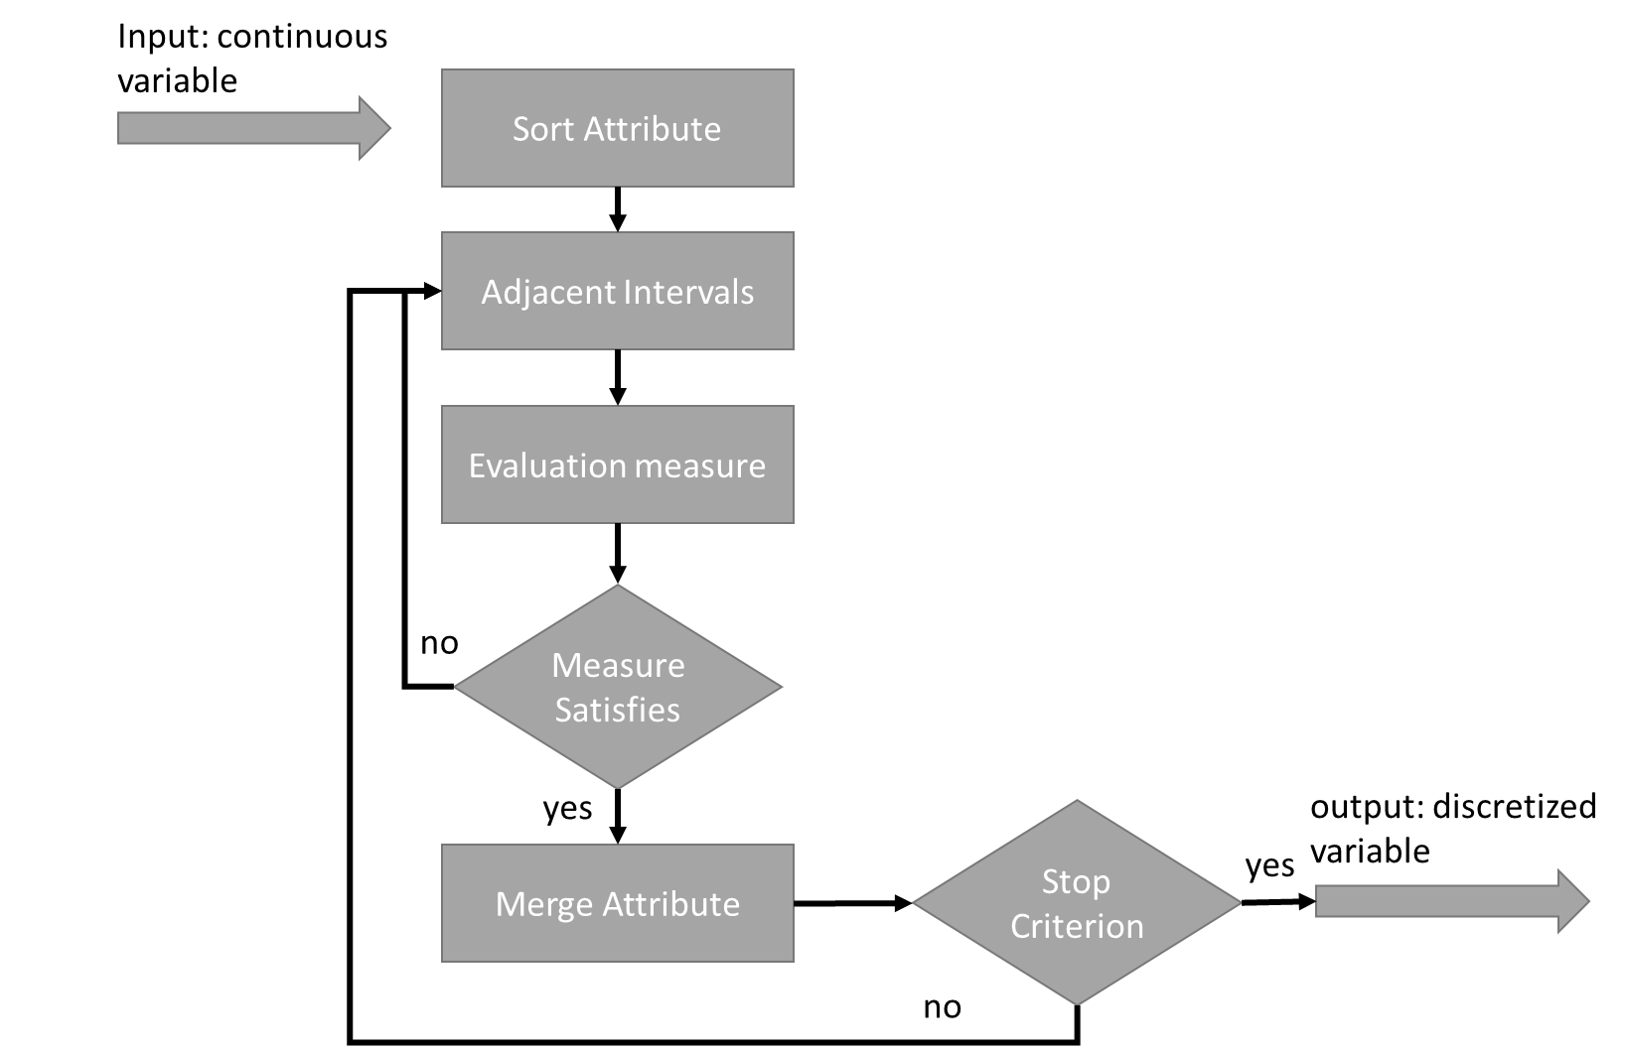 Input: continuous
variable
Sort Attribute
Adjacent Intervals
Evaluation measure
no
Measure
Satisfies
yes
Merge Attribute
Stop
Criterion
yes
output: discretized
variable
no